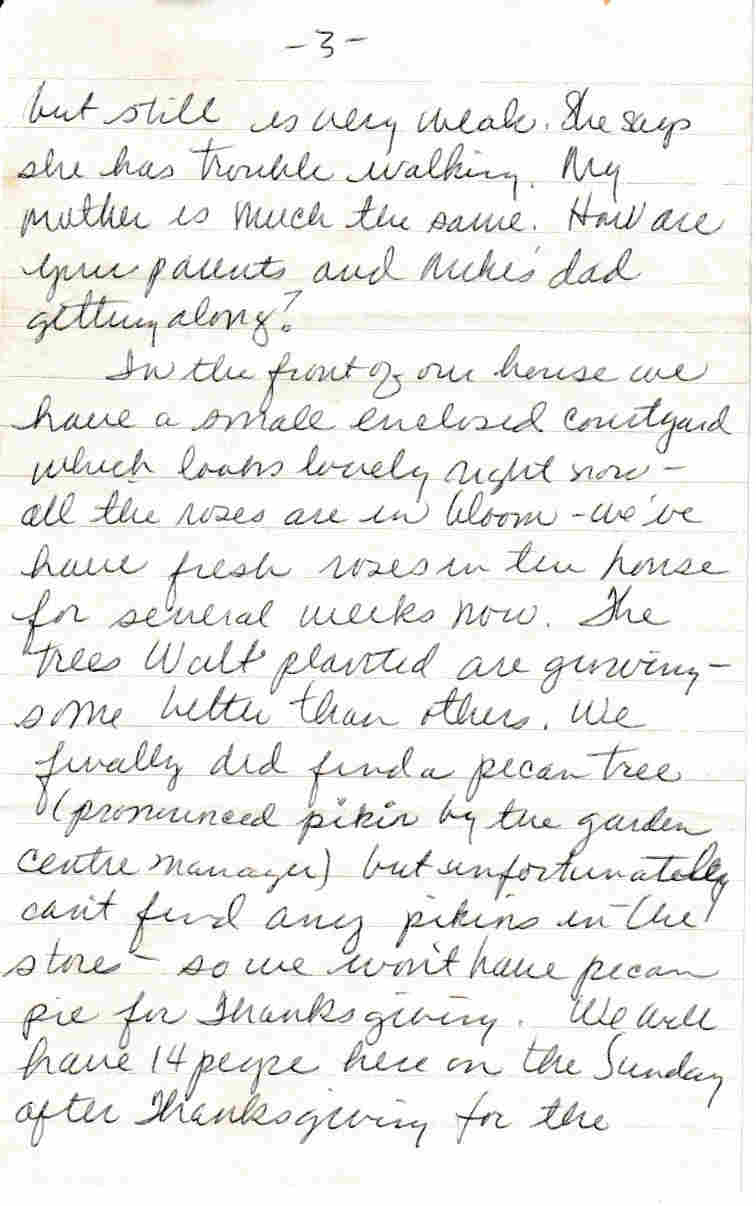 -3-
but still is very weak. She says
she has trouble walking. My
mother is much the same. How are
your parents and Mike's dad
getting along?
In the front of our house we
have a small enclosed courtyard
which looks lovely right now -
all the roses are in bloom - we've
have fresh roses in the house
for several weeks now. The
trees Walt planted are growing -
some better than others. We
finally did find a pecan tree
(pronounced pikin by the garden
centre manager) but unfortunately
can't find any pikins in the
stores - so we won't have pecan
pie for Thanksgiving. We will
have 14 people here on the Sunday
after Thanksgiving for the